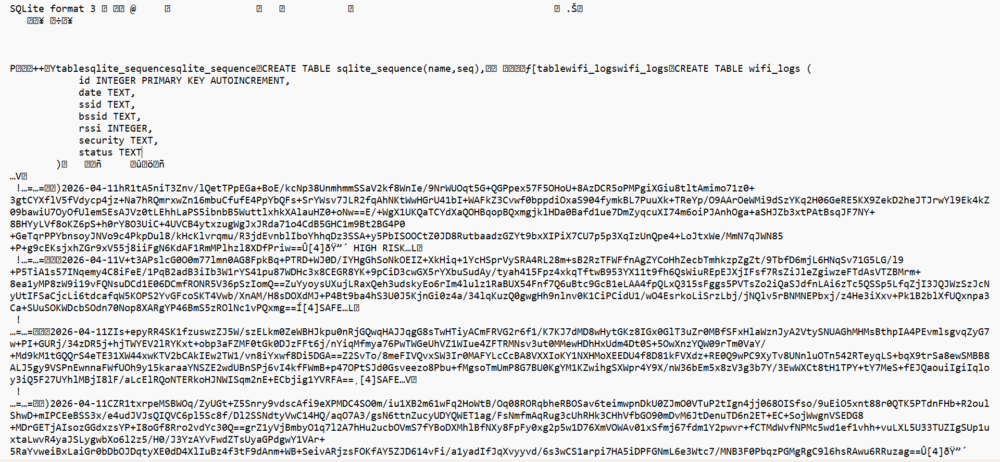 SQLite format 3 @ .Š
¥ ÷¥
P++Ytablesqlite_sequencesqlite_sequenceCREATE TABLE sqlite_sequence(name,seq), ƒ[tablewifi_logswifi_logsCREATE TABLE wifi_logs (
id INTEGER PRIMARY KEY AUTOINCREMENT,
date TEXT,
ssid TEXT,
bssid TEXT,
rssi INTEGER,
security TEXT,
status TEXT
) ñ ûöñ
…V
!…=…=)2026-04-11hR1tA5niT3Znv/lQetTPpEGa+BoE/kcNp38UnmhmmSSaV2kf8WnIe/9NrWUOqt5G+QGPpex57F5OHoU+8AzDCR5oPMPgiXGiu8tltAmimo71z0+
3gtCYXflV5fVdycp4jz+Na7hRQmrxwZn16mbuCfufE4PpYbQFs+SrYWsv7JLR2fqAhNKtWwHGrU41bI+WAFkZ3Cvwf0bppdiOxaS904fymkBL7PuuXk+TReYp/O9AArOeWMi9dSzYKq2H06GeRE5KX9ZekD2heJTJrwYl9Ek4kZ
09bawiU7OyOfUlemSEsAJVz0tLEhhLaPS5ibnbB5WuttlxhkXAlauHZ0+oNw==E/+WgX1UKQaTCYdXaQOHBqopBQxmgjklHDa0Bafd1ue7DmZyqcuXI74m6oiPJAnhOga+aSHJZb3xtPAtBsqJF7NY+
8BHYyLVf8oKZ6pS+h0rY8O3UiC+4UVCB4ytxzugWgJxJRda71o4CdB5GHC1m9Bt2BG4P0
+GeTqrPPYbnsoyJNVo9c4PkpDul8/kHcKlvrqmu/R3jdEvnblIboYhhqDz3SSA+y5PbISOOCtZ0JD8RutbaadzGZYt9bxXIPiX7CU7p5p3XqIzUnQpe4+LoJtxWe/MmN7qJWN85
+P+g9cEKsjxhZGr9xV55j8iiFgN6KdAF1RmMPlhzl8XDfPriw==Û[4]ðŸ”´ HIGH RISK…L
!…=…=2026-04-11V+t3APslcG0O0m77lmn0AG8FpkBq+PTRD+WJ0D/IYHgGhSoNkOEIZ+XkHiq+1YcHSprVySRA4RL28m+sB2RzTFWFfnAgZYCoHhZecbTmhkzpZgZt/9TbfD6mjL6HNqSv71G5LG/l9
+P5TiA1s57INqemy4C8iFeE/1PqB2adB3iIb3W1rYS41pu87WDHc3x8CEGR8YK+9pCiD3cwGX5rYXbuSudAy/tyah415Fpz4xkqTftwB953YX11t9fh6QsWiuREpEJXjIFsf7RsZiJleZgiwzeFTdAsVTZBMrm+
8ea1yMP8zW9i19vFQNsuDCd1E06DCmfRONR5V36pSzIomQ==ZuYyoysUXujLRaxQeh3udskyEo6rIm4lulz1RaBUX54Fnf7Q6uBtc9GcB1eLAA4fpQLxQ315sFggs5PVTsZo2iQaSJdfnLAi6zTc5QSSp5LfqZjI3JQJWzSzJcN
yUtIFSaCjcLi6tdcafqW5KOPS2YvGFcoSKT4Vwb/XnAM/H8sDOXdMJ+P4Bt9ba4hS3U0J5KjnGi0z4a/34lqKuzQ0gwgHh9nlnv0K1CiPCidU1/wO4EsrkoLiSrzLbj/jNQlv5rBNMNEPbxj/z4He3iXxv+Pk1B2blXfUQxnpa3
Ca+SUuSOKWDcbSOdn70Nop8XARgYP46BmS5zROlNc1vPQxmg==Í[4]SAFE…L
!
…=…=2026-04-11ZIs+epyRR4SK1fzuswzZJ5W/szELkm0ZeWBHJkpu0nRjGQwqHAJJqgG8sTwHTiyACmFRVG2r6f1/K7KJ7dMD8wHytGKz8IGx0GlT3uZr0MBfSFxHlaWznJyA2VtySNUAGhMHMsBthpIA4PEvmlsgvqZyG7
w+PI+GURj/34zDR5j+hjTWYEV2lRYKxt+obp3aFZMF0tGk0DJzFFt6j/nYiqMfmya76PwTWGeUhVZ1WIue4ZFTRMNsv3ut0MMewHDhHxUdm4Dt0S+5OwXnzYQW09rTm0VaY/
+Md9kM1tGQQrS4eTE31XW44xwKTV2bCAkIEw2TW1/vn8iYxwf8Di5DGA==Z2SvTo/8meFIVQvxSW3Ir0MAFYLcCcBA8VXXIoKY1NXHMoXEEDU4f8D81kFVXdz+RE0Q9wPC9XyTv8UNnluOTn542RTeyqLS+bqX9trSa8ewSMBB8
ALJ5gy9VSPnEwnnaFWfUOh9y15karaaYNSZE2wdUBnSPj6vI4kfFWmB+p47OPtSJd0Gsveezo8Pbu+fMgsoTmUmP8G7BU0KgYM1KZwihgSXWpr4Y9X/nW36bEm5x8zV3g3b7Y/3EwWXCt8tH1TPY+tY7MeS+fEJQaouiIgiIqlo
y3iQ5F27UYhlMBjI8lF/aLcElRQoNTERkoHJNWISqm2nE+ECbjig1YVRFA==¸[4]SAFE…V
!
…=…=)2026-04-11CZR1txrpeMSBWOq/ZyUGt+Z5Snry9vdscAfi9eXPMDC4SO0m/iu1XB2m61wFq2HoWtB/Oq08RORqbheRBOSav6teimwpnDkU0ZJmO0VTuP2tIgn4jj068OISfso/9uEiO5xnt88r0QTK5PTdnFHb+R2oul
ShwD+mIPCEeBSS3x/e4udJVJsQIQVC6pl5Sc8f/Dl2SSNdtyVwC14HQ/aqO7A3/gsN6ttnZucyUDYQWET1ag/FsNmfmAqRug3cUhRHk3CHhVfbGO90mDvM6JtDenuTD6n2ET+EC+SojWwgnVSEDG8
+MDrGETjAIsozGGdxzsYP+I8oGf8Rro2vdYc30Q==grZ1yVjBmbyO1q7l2A7hHu2ucbOVmS7fYBoDXMhlBfNXy8FpFy0xg2p5w1D76XmVOWAv01xSfmj67fdm1Y2pwvr+fCTMdWvfNPMc5wd1ef1vhh+vuLXL5U33TUZIgSUp1u
xtaLwvR4yaJSLygwbXo6l2z5/H0/J3YzAYvFwdZTsUyaGPdgwY1VAr+
5RaYvweiBxLaiGr0bDbOJDqtyXE0dD4XlIuBz4f3tF9dAnm+WB+SeivARjzsFOKfAY5ZJD614vFi/a1yadIfJqXvyyvd/6s3wCS1arpi7HA5iDPFGNmL6e3Wtc7/MNB3F0PbqzPGMgRgC9l6hsRAwu6RRuzag==Û[4]ðŸ”´